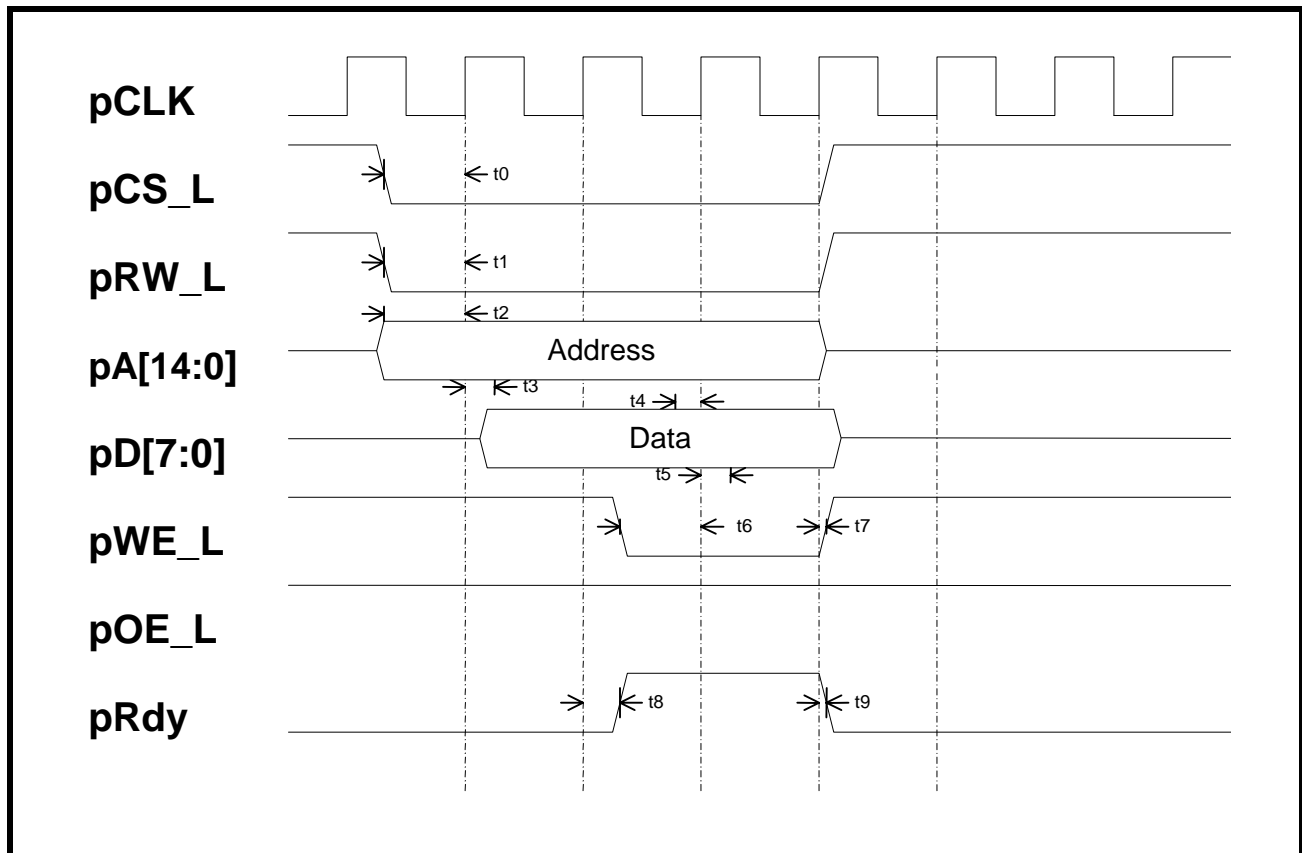 pCLK
pCS_L
t0
pRW_L
t1
t2
pA[14:0]
Address
t3
t4
pD[7:0]
Data
t5
pWE_L
t6
t7
pOE_L
pRdy
t8
t9